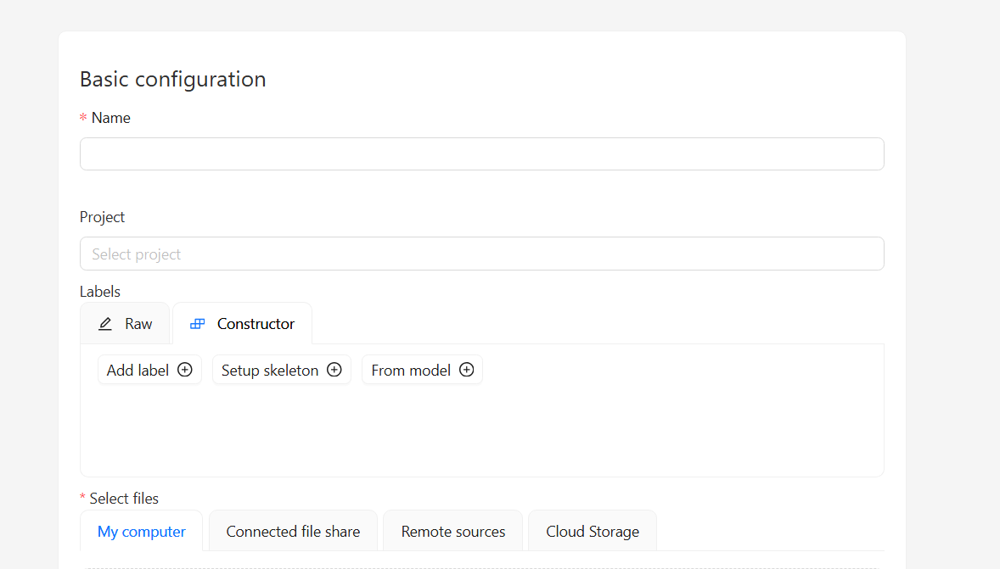 Basic configuration
* Name
Project
Select project
Labels
Raw Constructor
Add label Setup skeleton From model
* Select files
My computer Connected file share Remote sources Cloud Storage